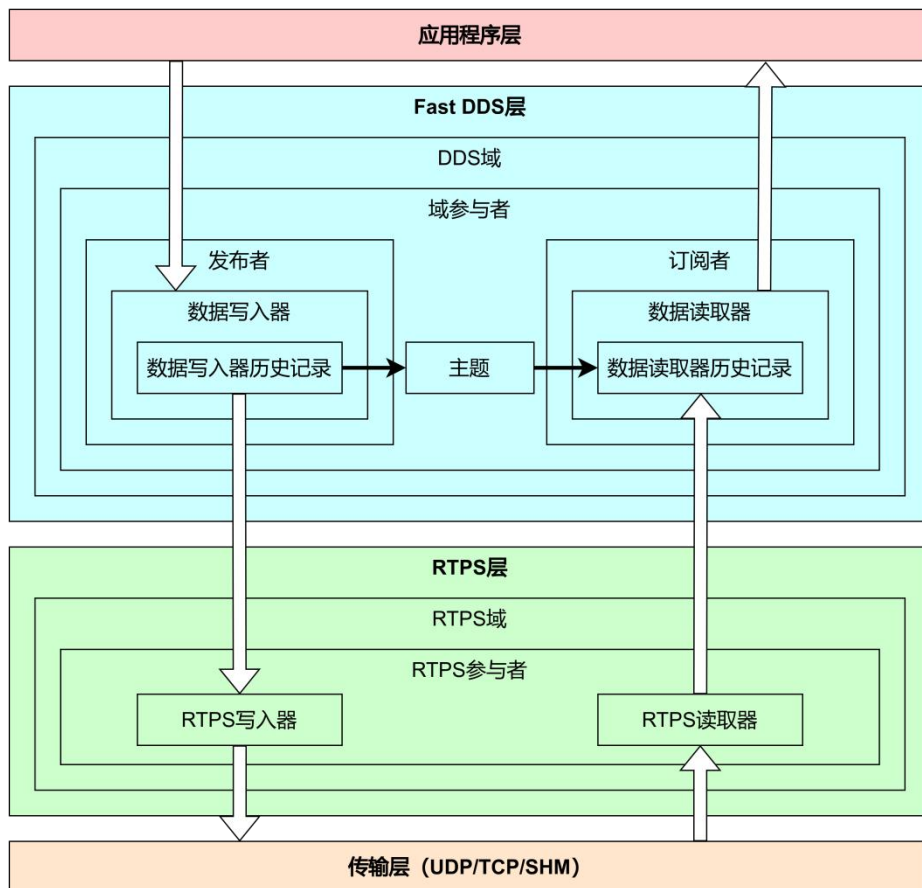 应用程序层
Fast DDS层
DDS域
域参与者
发布者
订阅者
数据写入器
数据读取器
数据写入器历史记录
主题
数据读取器历史记录
RTPS层
RTPS域
RTPS参与者
RTPS写入器
RTPS读取器
传输层（UDP/TCP/SHM）